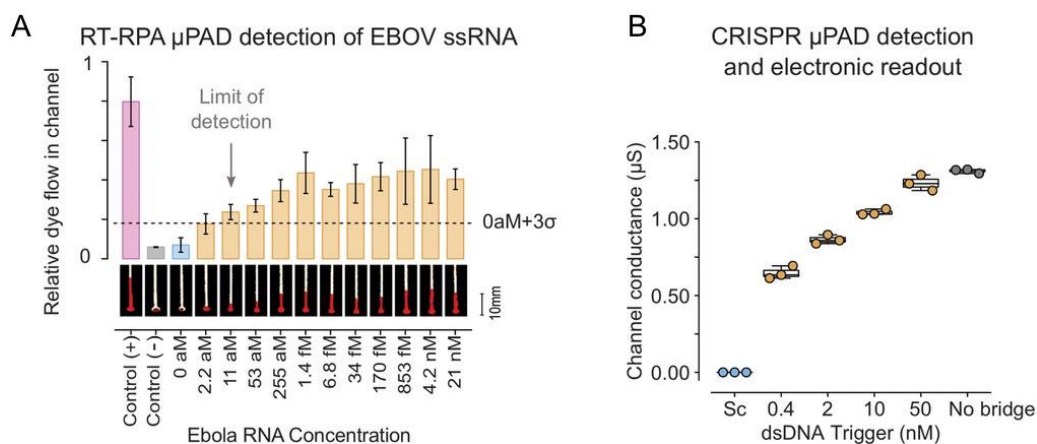 A
RT-RPA μPAD detection of EBOV ssRNA
Relative dye flow in channel
1
0
Limit of
detection
0aM+3σ
10mm
Control (+)
Control (-)
0 aM
2.2 aM
11 aM
53 aM
255 aM
1.4 fM
6.8 fM
34 fM
170 fM
853 fM
4.2 nM
21 nM
Ebola RNA Concentration
B
CRISPR μPAD detection
and electronic readout
Channel conductance (μS)
1.50
1.00
0.50
0.00
Sc 0.4 2 10 50 No bridge
dsDNA Trigger (nM)